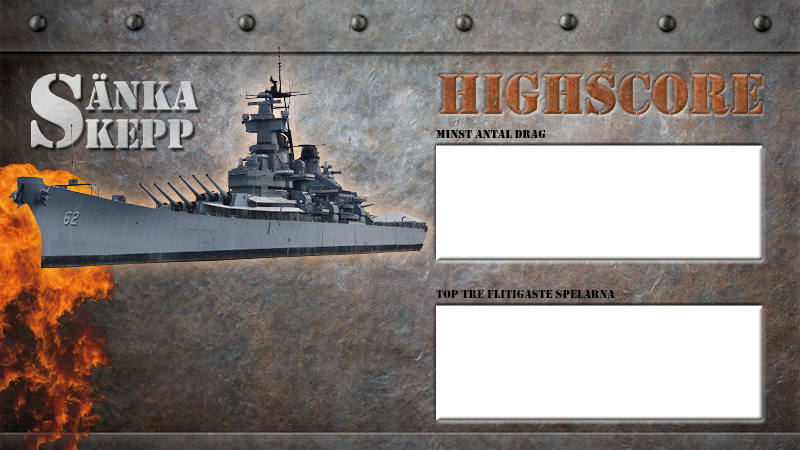 SÄNKA
SKEPP
62
HIGHSCORE
MINST ANTAL DRAG
TOP TRE FLITIGASTE SPELARNA